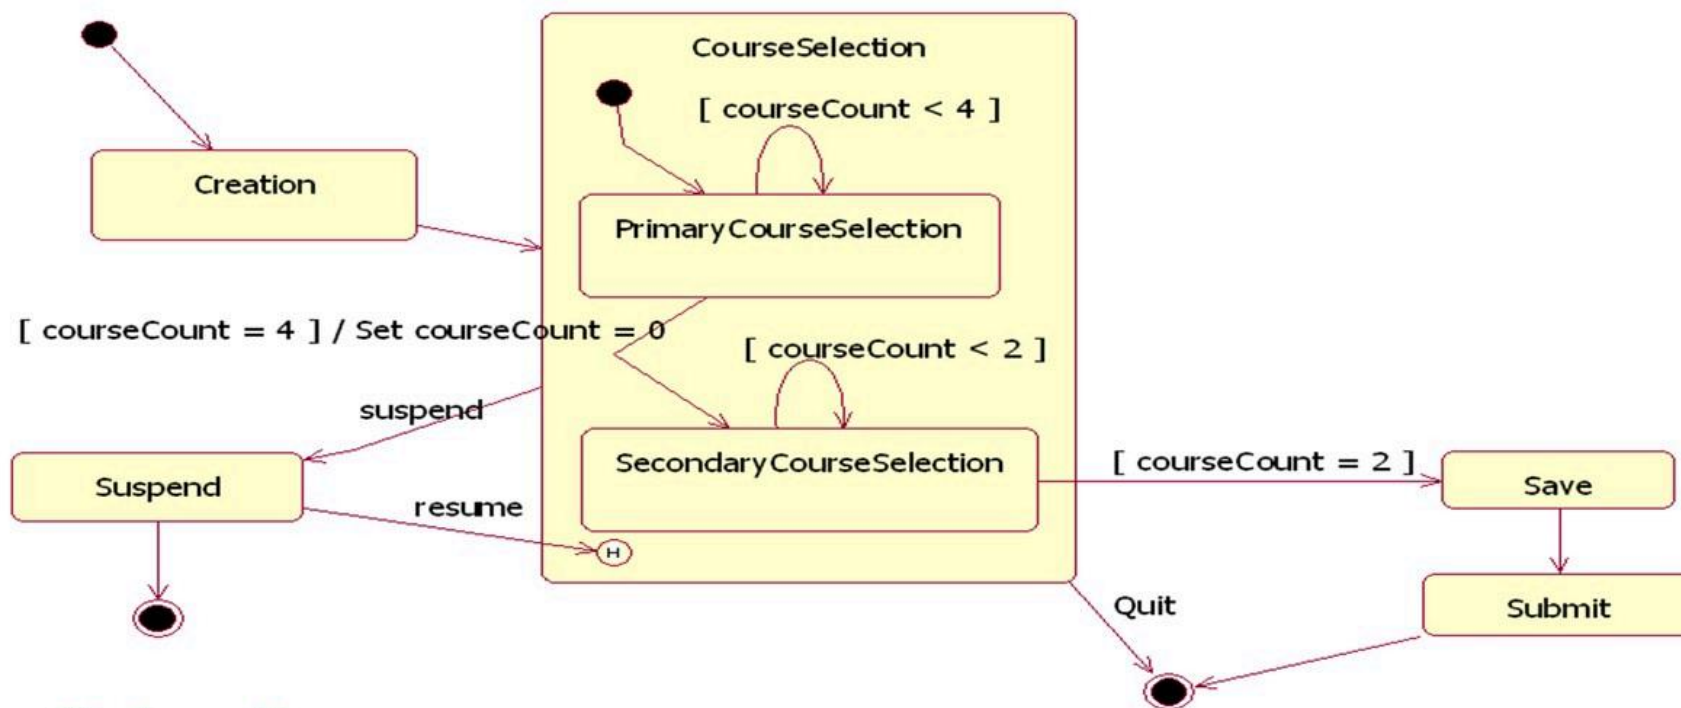 CourseSelection
[ courseCount < 4 ]
Creation
PrimaryCourseSelection
[ courseCount = 4 ] / Set courseCount = 0
[ courseCount < 2 ]
suspend
SecondaryCourseSelection
[ courseCount = 2 ]
Suspend
Save
resume
H
Quit
Submit